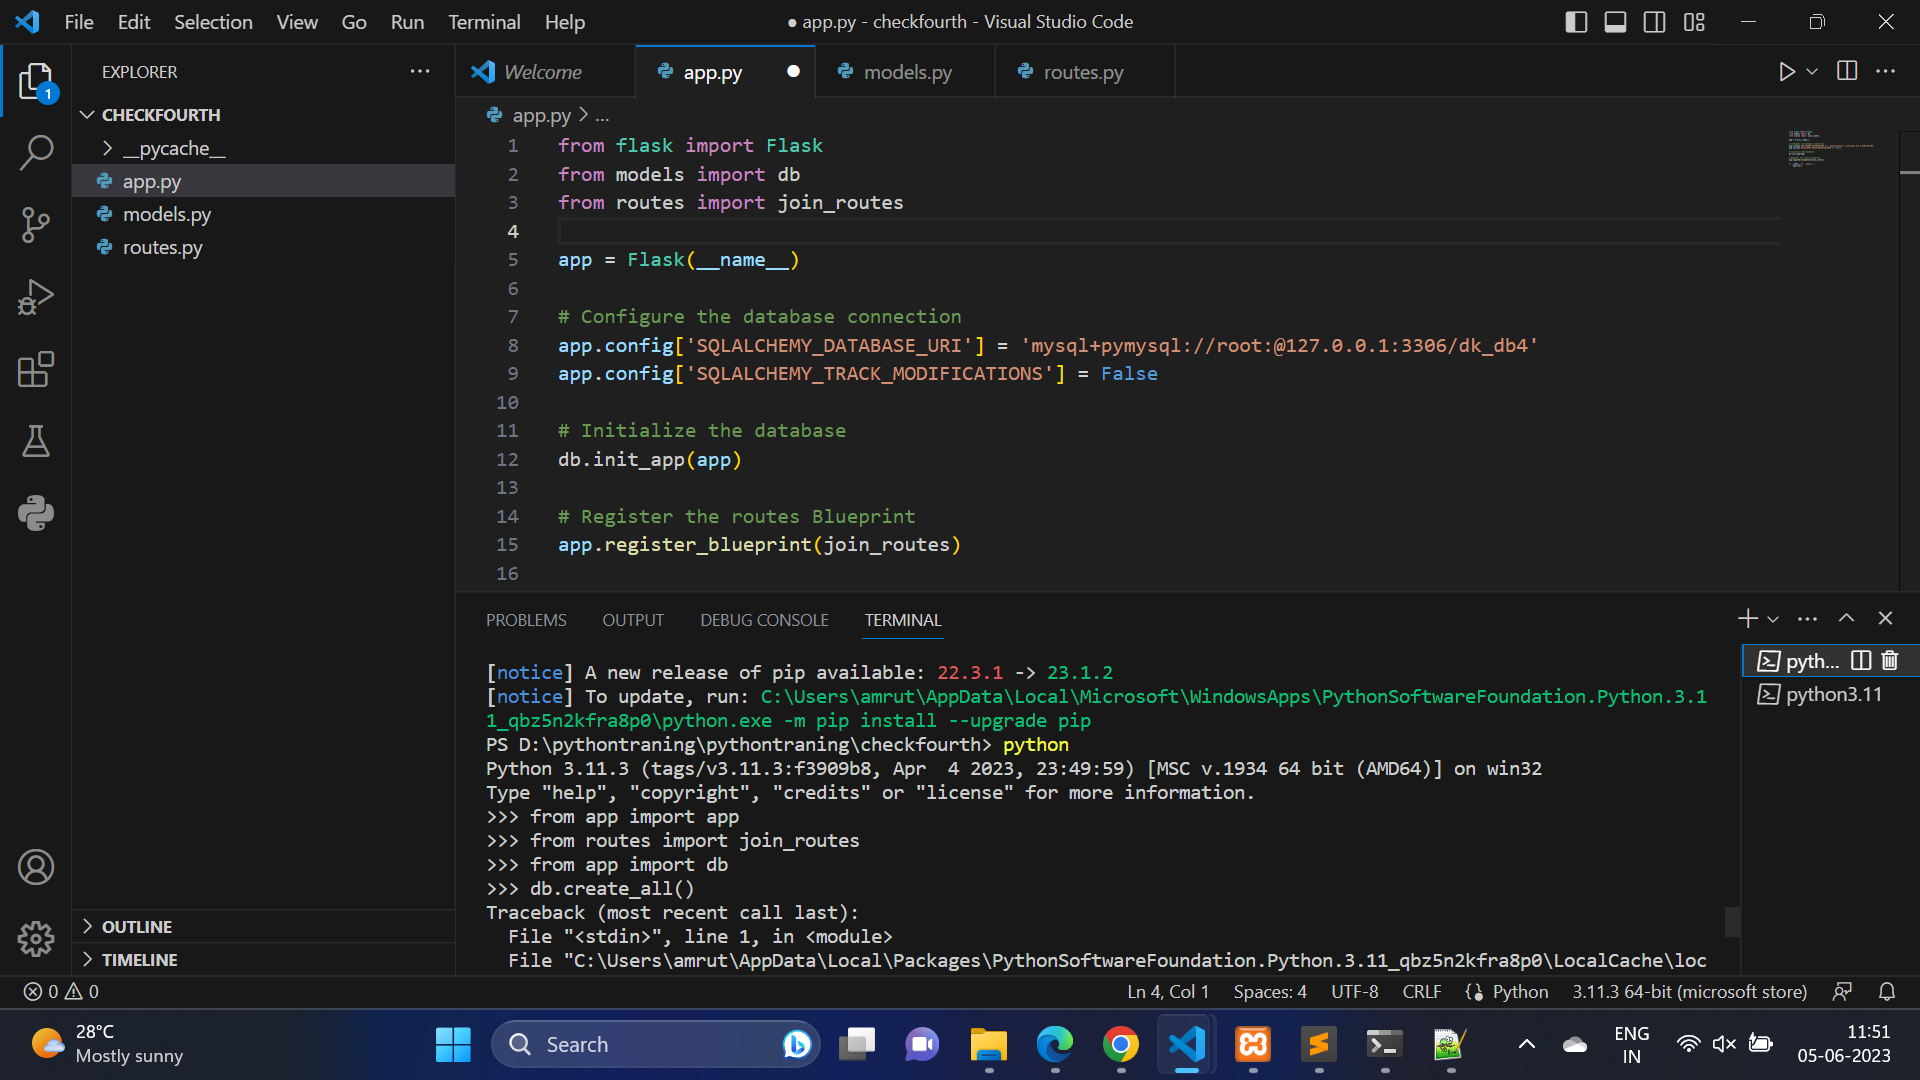 File Edit Selection View Go Run Terminal Help
● app.py - checkfourth - Visual Studio Code
EXPLORER
CHECKFOURTH
__pycache__
app.py
models.py
routes.py
OUTLINE
TIMELINE
1
Welcome
app.py
models.py
routes.py
app.py > ...
1 from flask import Flask
2 from models import db
3 from routes import join_routes
4
5 app = Flask(__name__)
6
7 # Configure the database connection
8 app.config['SQLALCHEMY_DATABASE_URI'] = 'mysql+pymysql://root:@127.0.0.1:3306/dk_db4'
9 app.config['SQLALCHEMY_TRACK_MODIFICATIONS'] = False
10
11 # Initialize the database
12 db.init_app(app)
13
14 # Register the routes Blueprint
15 app.register_blueprint(join_routes)
16
PROBLEMS OUTPUT DEBUG CONSOLE TERMINAL
[notice] A new release of pip available: 22.3.1 -> 23.1.2
[notice] To update, run: C:\Users\amrut\AppData\Local\Microsoft\WindowsApps\PythonSoftwareFoundation.Python.3.1
1_qbz5n2kfra8p0\python.exe -m pip install --upgrade pip
PS D:\pythontraning\pythontraning\checkfourth> python
Python 3.11.3 (tags/v3.11.3:f3909b8, Apr  4 2023, 23:49:59) [MSC v.1934 64 bit (AMD64)] on win32
Type "help", "copyright", "credits" or "license" for more information.
>>> from app import app
>>> from routes import join_routes
>>> from app import db
>>> db.create_all()
Traceback (most recent call last):
  File "<stdin>", line 1, in <module>
  File "C:\Users\amrut\AppData\Local\Packages\PythonSoftwareFoundation.Python.3.11_qbz5n2kfra8p0\LocalCache\loc
pyth...
python3.11
0 0
Ln 4, Col 1 Spaces: 4 UTF-8 CRLF Python 3.11.3 64-bit (microsoft store)
28°C
Mostly sunny
Search
ENG
IN
11:51
05-06-2023